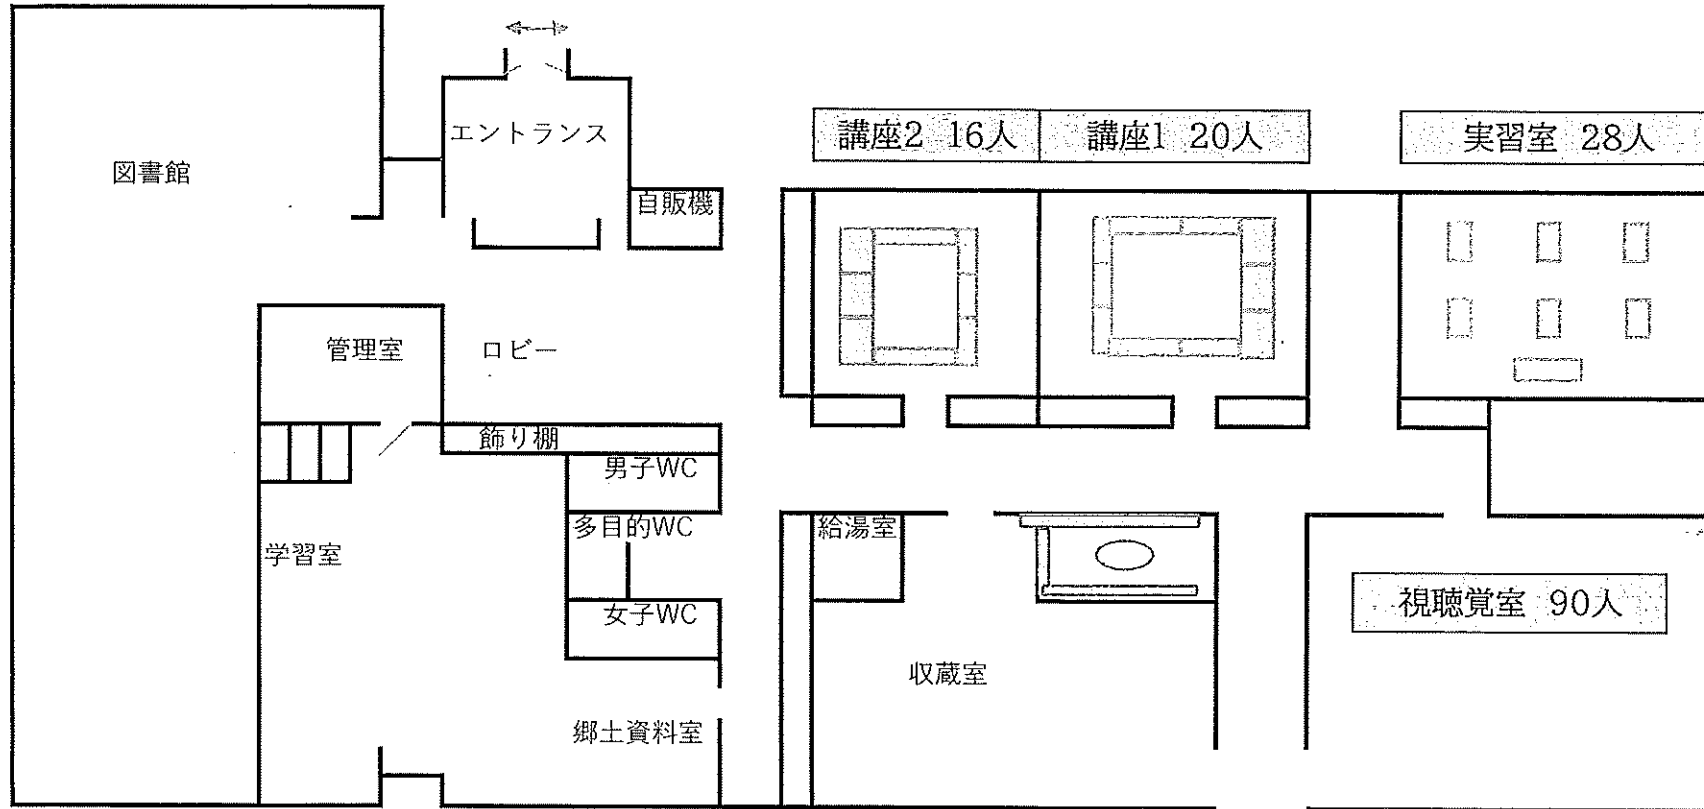 エントランス
講座2 16人
講座1 20人
実習室 28人
図書館
自販機
管理室
ロビー
飾り棚
男子WC
多目的WC
給湯室
学習室
視聴覚室 90人
女子WC
収蔵室
郷土資料室